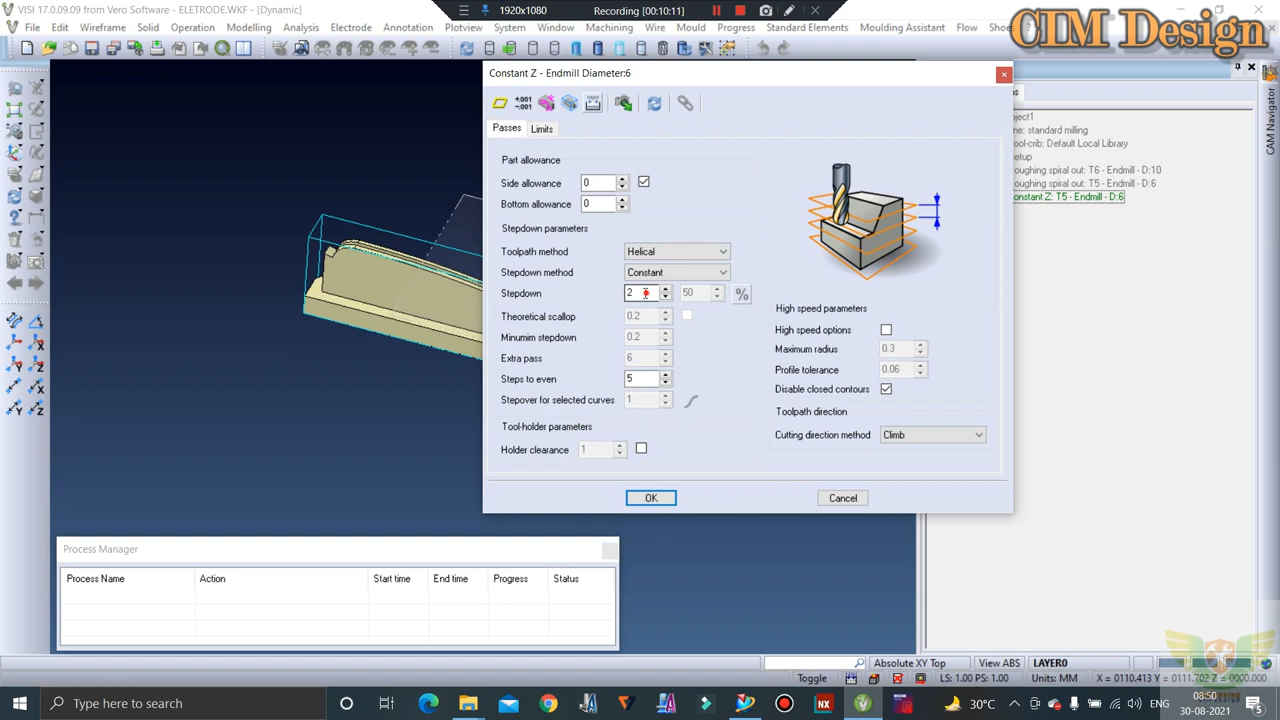 VISI 17.0.09.09 from Vero Software - ELETRODE.WKF - [Dynamic]
1920x1080
Recording [00:10:11]
CIM Design
File Edit Wireframe Solid Operation Modelling Analysis Electrode Annotation Plotview System Window Machining Wire Mould Progress Standard Elements Moulding Assistant Flow
Constant Z - Endmill Diameter:6
Passes
Limits
Part allowance
Side allowance 0
Bottom allowance 0
Stepdown parameters
Toolpath method Helical
Stepdown method Constant
Stepdown 2 50 %
Theoretical scallop 0.2
Minimum stepdown 0.2
Extra pass 6
Steps to even 5
Stepover for selected curves 1
Tool-holder parameters
Holder clearance 1
High speed parameters
High speed options
Maximum radius 0.3
Profile tolerance 0.06
Disable closed contours
Toolpath direction
Cutting direction method Climb
OK
Cancel
oject1
ne: standard milling
ool-crib: Default Local Library
etup
oughing spiral out: T6 - Endmill - D:10
oughing spiral out: T5 - Endmill - D:6
onstant Z: T5 - Endmill - D:6
CAM Navigator
Process Manager
Process Name Action Start time End time Progress Status
Absolute XY Top View ABS LAYER0
Toggle LS: 1.00 PS: 1.00 Units: MM X = 0110.413 Y = 0111.702 Z = 0000.000
Type here to search
NX
30°C
ENG
08:50
30-08-2021
5